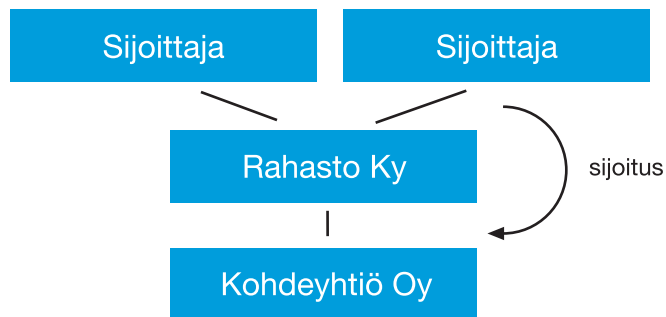 Sijoittaja
Sijoittaja
Rahasto Ky
sijoitus
Kohdeyhtiö Oy